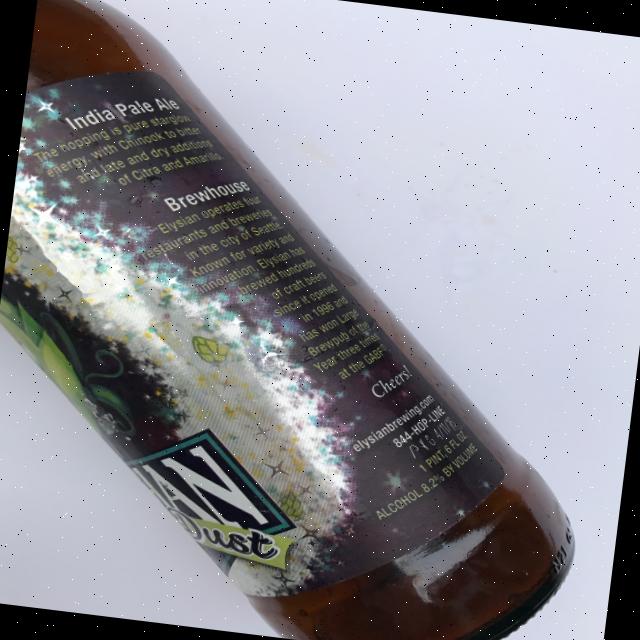 India Pale Ale
The hopping is pure stardust
energy, with Chinook to bitter
and late and dry additions
of Citra and Amarillo
Brewhouse
Elysian operates four
restaurants and breweries
in the city of Seattle.
Known for variety and
innovation, Elysian has
brewed hundreds
of craft beers
since it opened
in 1996 and
has won Large
Brewpub of the
Year three times
at the GABF.
Cheers!
elysianbrewing.com
844-HOP-LINE
1 PINT, 6 FL. OZ.
ALCOHOL 8.2% BY VOLUME
AN
Dust